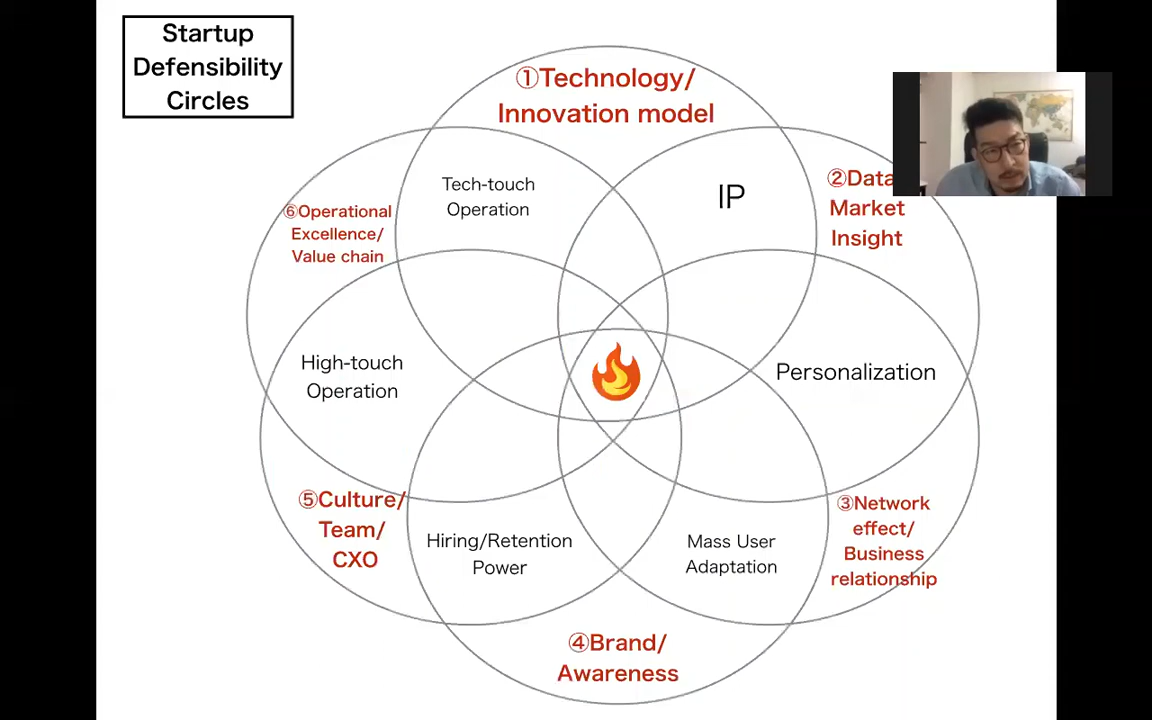 Startup
Defensibility
Circles
①Technology/
Innovation model
Tech-touch
Operation
IP
②Data
Market
Insight
⑥Operational
Excellence/
Value chain
High-touch
Operation
Personalization
⑤Culture/
Team/
CXO
Hiring/Retention
Power
Mass User
Adaptation
③Network
effect/
Business
relationship
④Brand/
Awareness